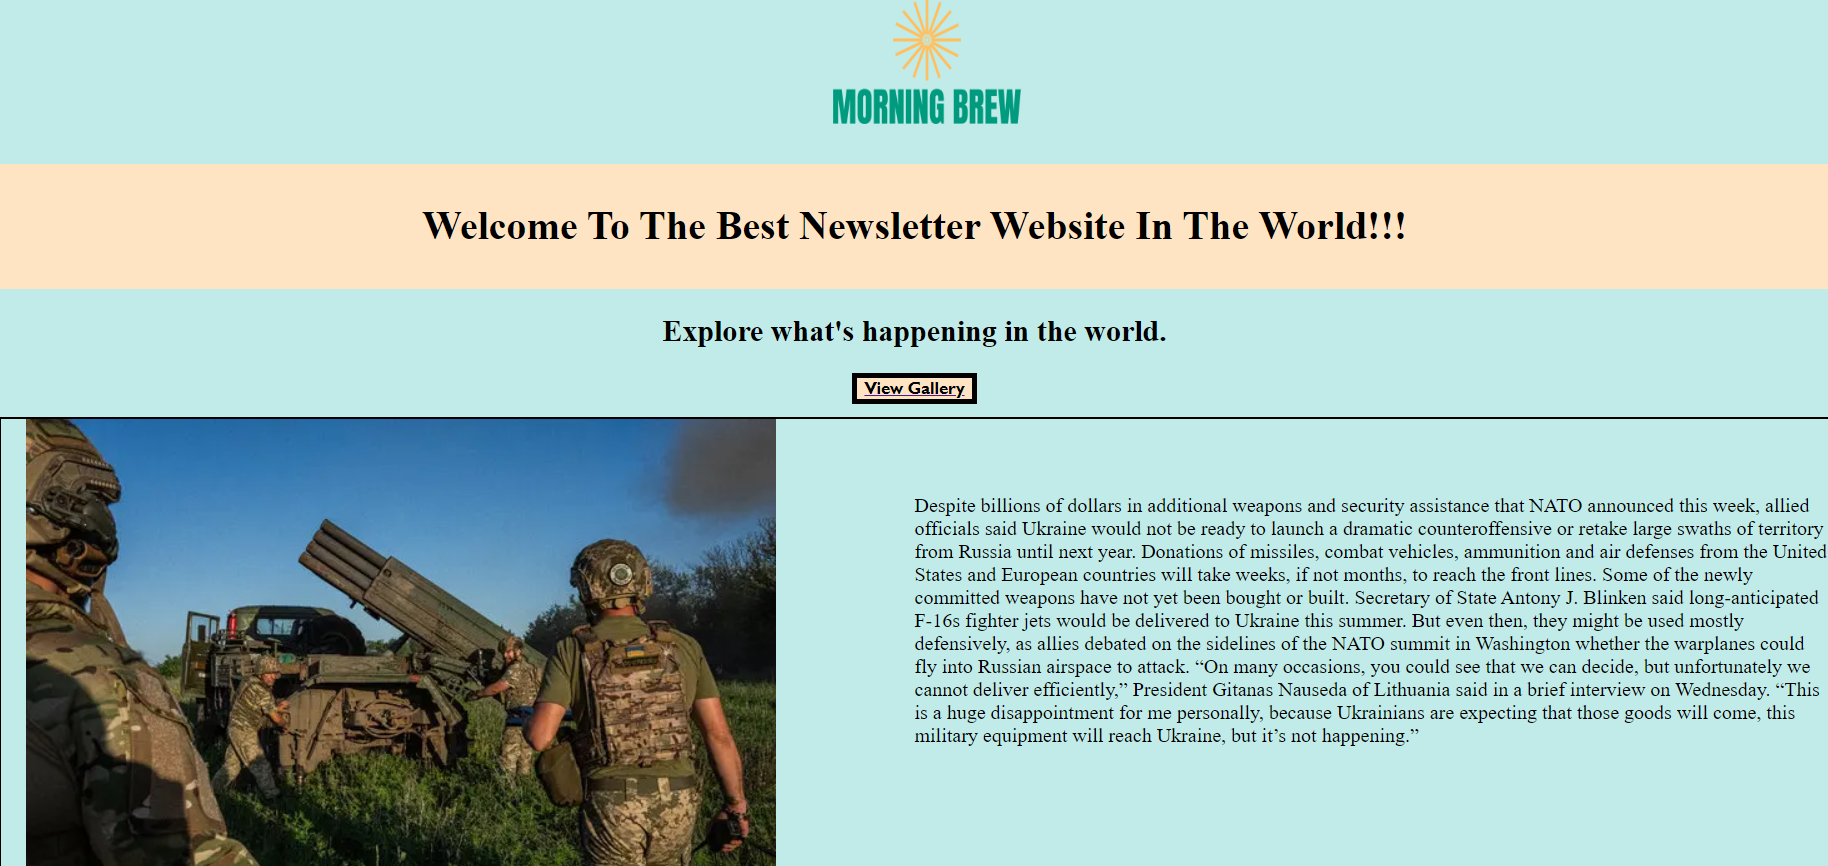 MORNING BREW
Welcome To The Best Newsletter Website In The World!!!
Explore what's happening in the world.
View Gallery
Despite billions of dollars in additional weapons and security assistance that NATO announced this week, allied
officials said Ukraine would not be ready to launch a dramatic counteroffensive or retake large swaths of territory
from Russia until next year. Donations of missiles, combat vehicles, ammunition and air defenses from the United
States and European countries will take weeks, if not months, to reach the front lines. Some of the newly
committed weapons have not yet been bought or built. Secretary of State Antony J. Blinken said long-anticipated
F-16s fighter jets would be delivered to Ukraine this summer. But even then, they might be used mostly
defensively, as allies debated on the sidelines of the NATO summit in Washington whether the warplanes could
fly into Russian airspace to attack. “On many occasions, you could see that we can decide, but unfortunately we
cannot deliver efficiently,” President Gitanas Nauseda of Lithuania said in a brief interview on Wednesday. “This
is a huge disappointment for me personally, because Ukrainians are expecting that those goods will come, this
military equipment will reach Ukraine, but it’s not happening.”